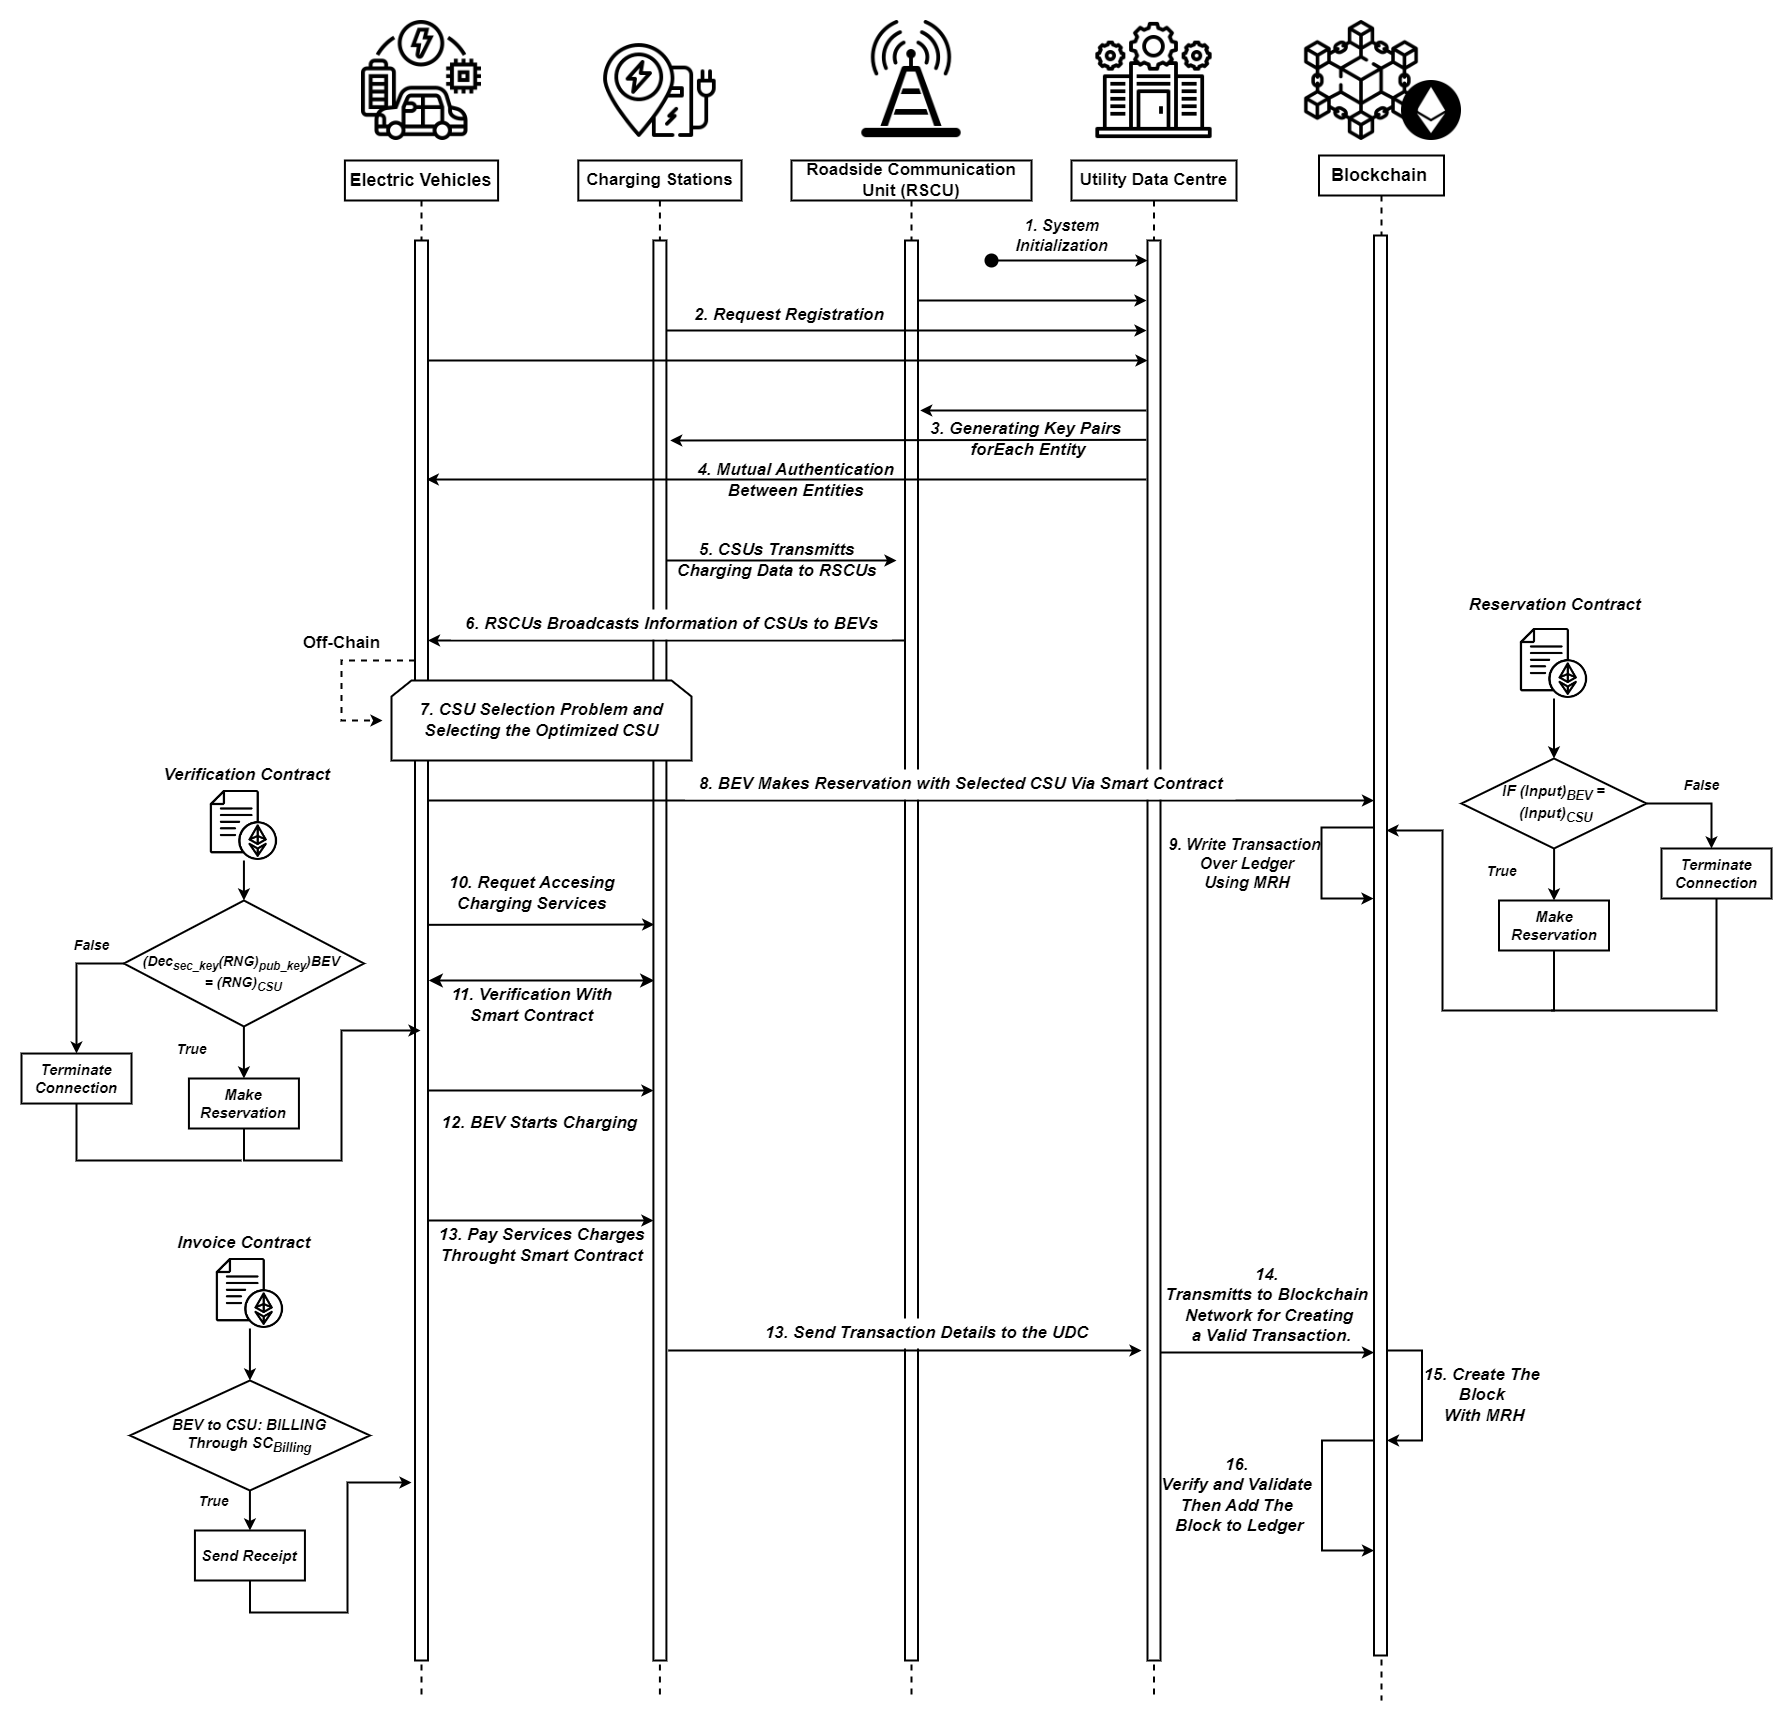 Electric Vehicles
Charging Stations
Roadside Communication
Unit (RSCU)
Utility Data Centre
Blockchain
1. System
Initialization
2. Request Registration
3. Generating Key Pairs
forEach Entity
4. Mutual Authentication
Between Entities
5. CSUs Transmitts
Charging Data to RSCUs
6. RSCUs Broadcasts Information of CSUs to BEVs
Off-Chain
7. CSU Selection Problem and
Selecting the Optimized CSU
8. BEV Makes Reservation with Selected CSU Via Smart Contract
Reservation Contract
IF (Input)BEV =
(Input)CSU
False
True
Terminate
Connection
Make
Reservation
9. Write Transaction
Over Ledger
Using MRH
Verification Contract
(Decsec_key(RNG)pub_key)BEV
= (RNG)CSU
False
True
Terminate
Connection
Make
Reservation
10. Requet Accesing
Charging Services
11. Verification With
Smart Contract
12. BEV Starts Charging
13. Pay Services Charges
Throught Smart Contract
Invoice Contract
BEV to CSU: BILLING
Through SCBilling
True
Send Receipt
13. Send Transaction Details to the UDC
14.
Transmitts to Blockchain
Network for Creating
a Valid Transaction.
15. Create The
Block
With MRH
16.
Verify and Validate
Then Add The
Block to Ledger